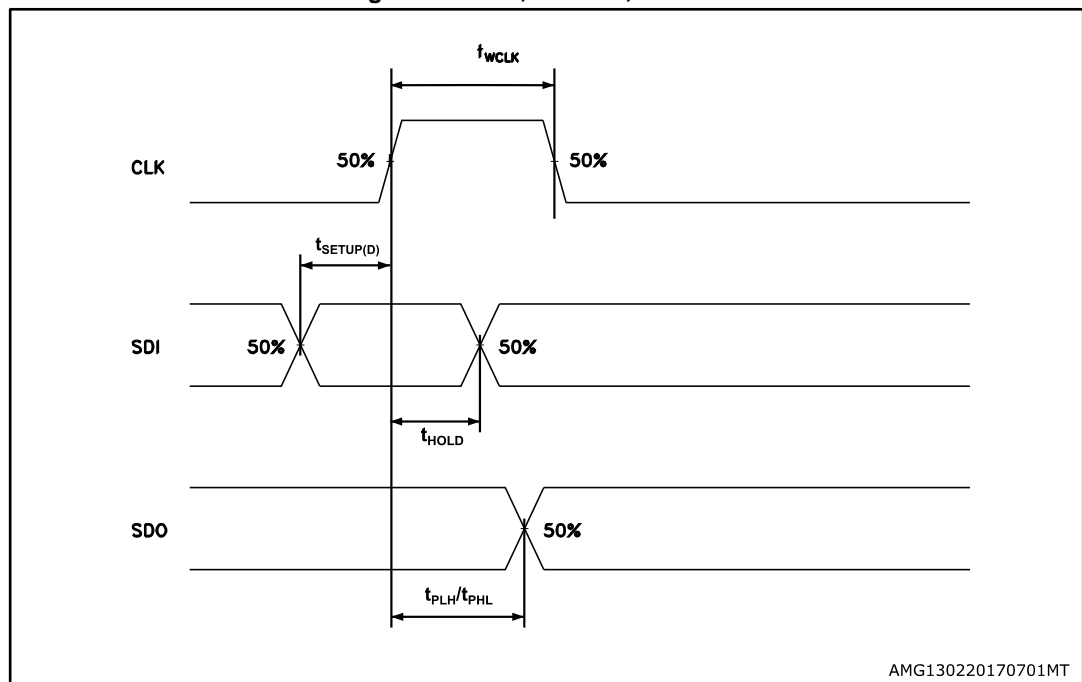 tWCLK
CLK
50%
50%
tSETUP(D)
SDI
50%
50%
tHOLD
SDO
50%
tPLH/tPHL
AMG130220170701MT